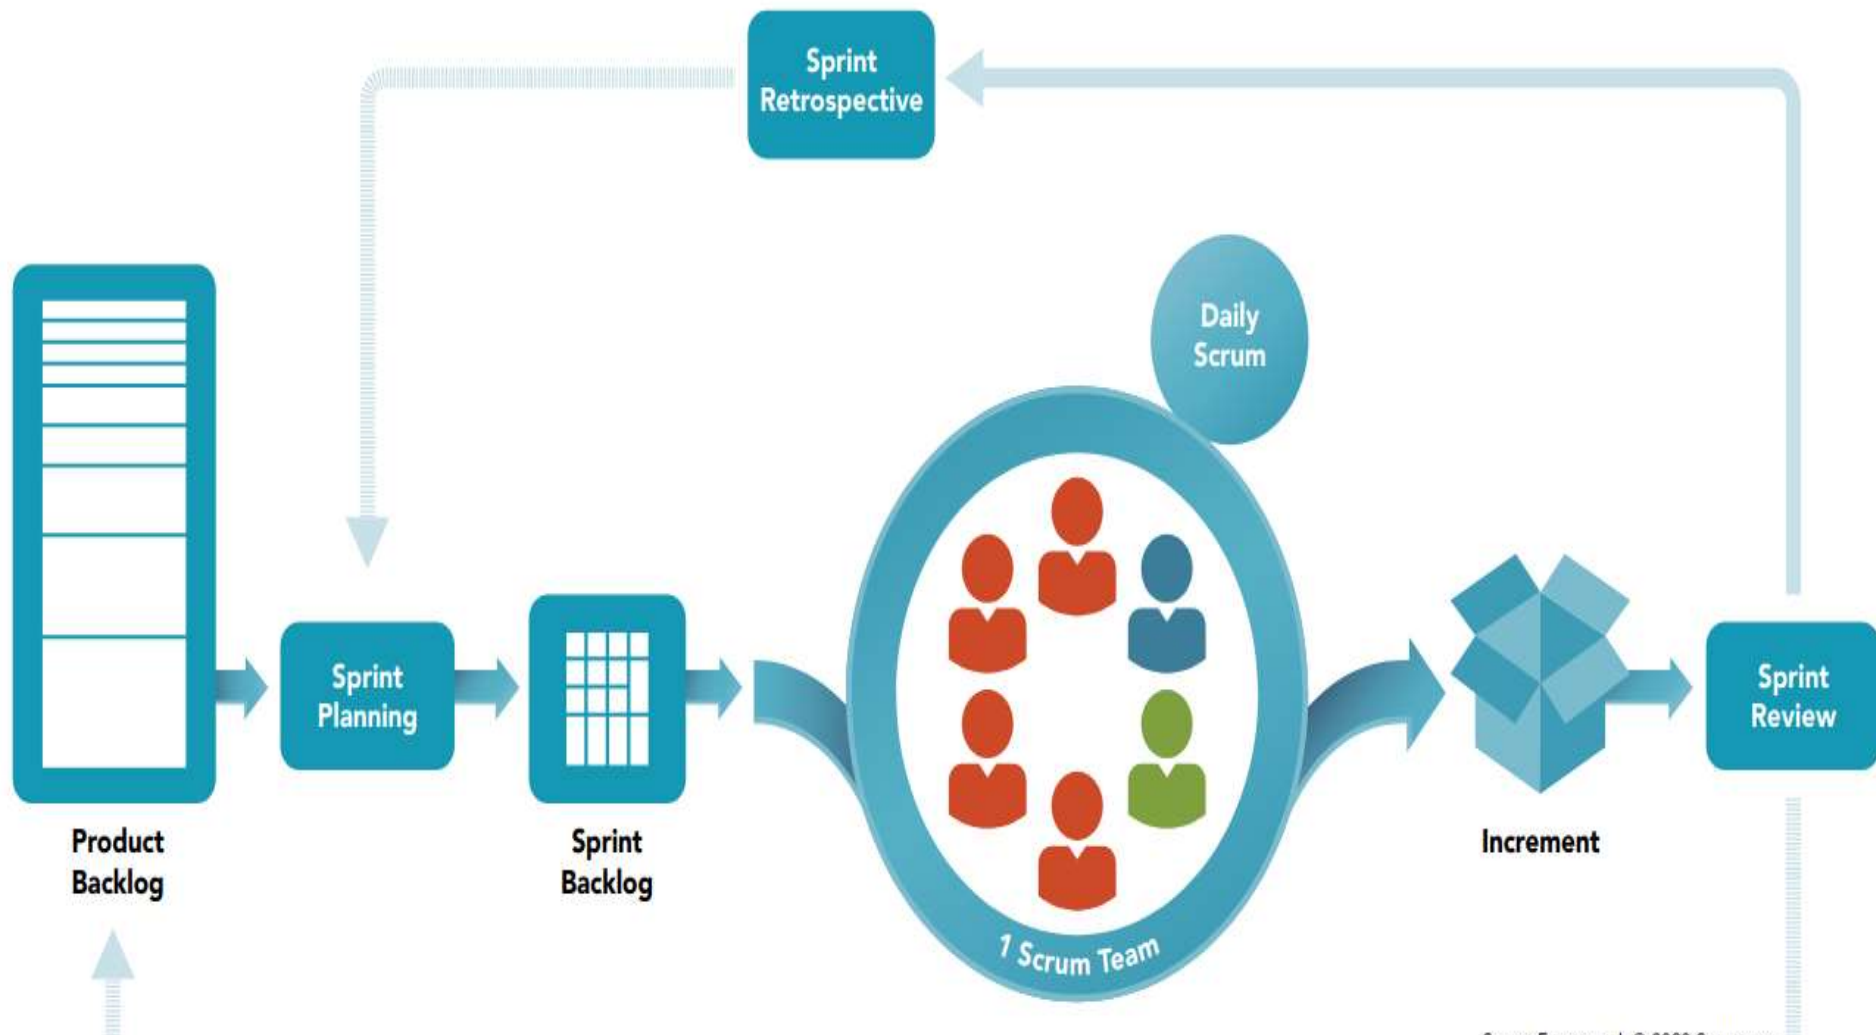 Sprint
Retrospective
Daily
Scrum
Sprint
Planning
Sprint
Review
Product
Backlog
Sprint
Backlog
Increment
1 Scrum Team